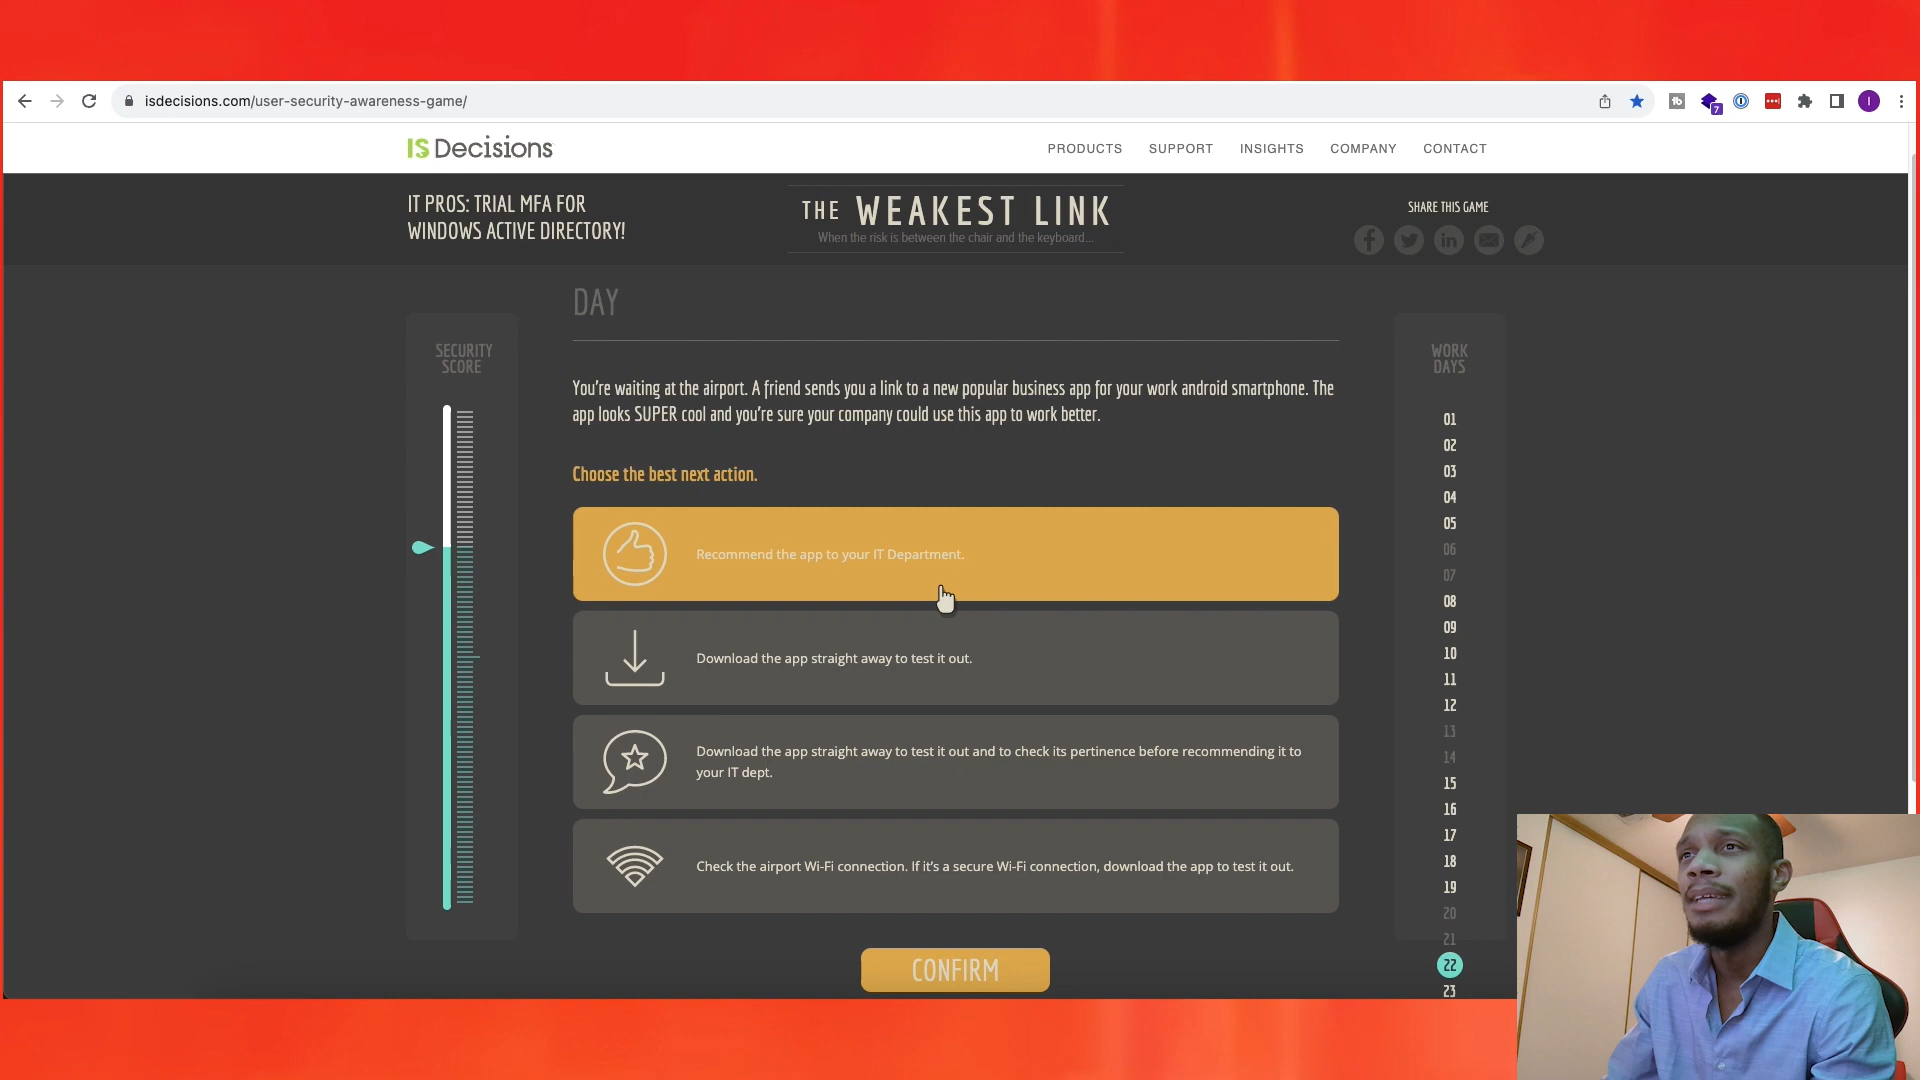 isdecisions.com/user-security-awareness-game/
7
I
IS Decisions
PRODUCTS
SUPPORT
INSIGHTS
COMPANY
CONTACT
IT PROS: TRIAL MFA FOR
WINDOWS ACTIVE DIRECTORY!
THE WEAKEST LINK
When the risk is between the chair and the keyboard...
SHARE THIS GAME
DAY
SECURITY
SCORE
You're waiting at the airport. A friend sends you a link to a new popular business app for your work android smartphone. The
app looks SUPER cool and you're sure your company could use this app to work better.
Choose the best next action.
Recommend the app to your IT Department.
Download the app straight away to test it out.
Download the app straight away to test it out and to check its pertinence before recommending it to
your IT dept.
Check the airport Wi-Fi connection. If it's a secure Wi-Fi connection, download the app to test it out.
CONFIRM
WORK
DAYS
01
02
03
04
05
06
07
08
09
10
11
12
13
14
15
16
17
18
19
20
21
22
23